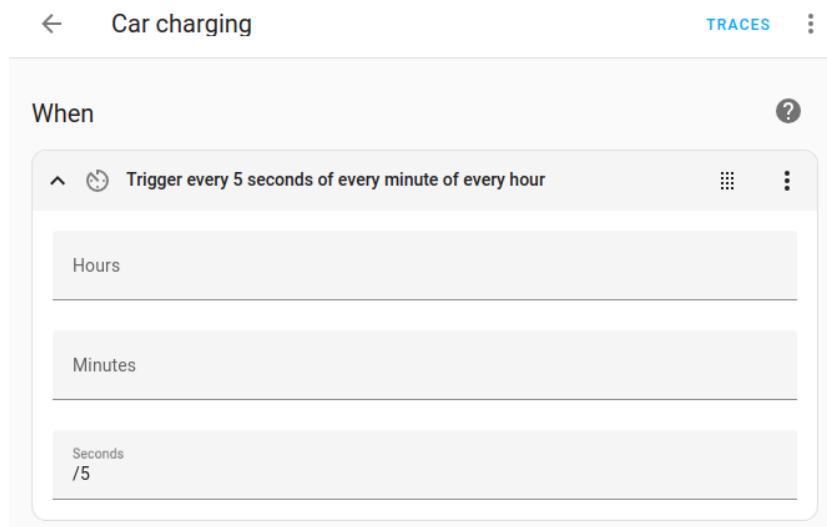 Car charging
TRACES
When
Trigger every 5 seconds of every minute of every hour
Hours
Minutes
Seconds
/5